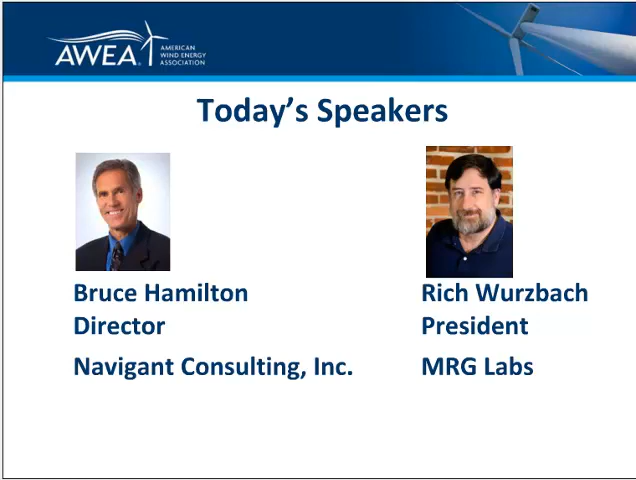 AWEA
AMERICAN
WIND ENERGY
ASSOCIATION
Today's Speakers
Bruce Hamilton
Director
Navigant Consulting, Inc.
Rich Wurzbach
President
MRG Labs